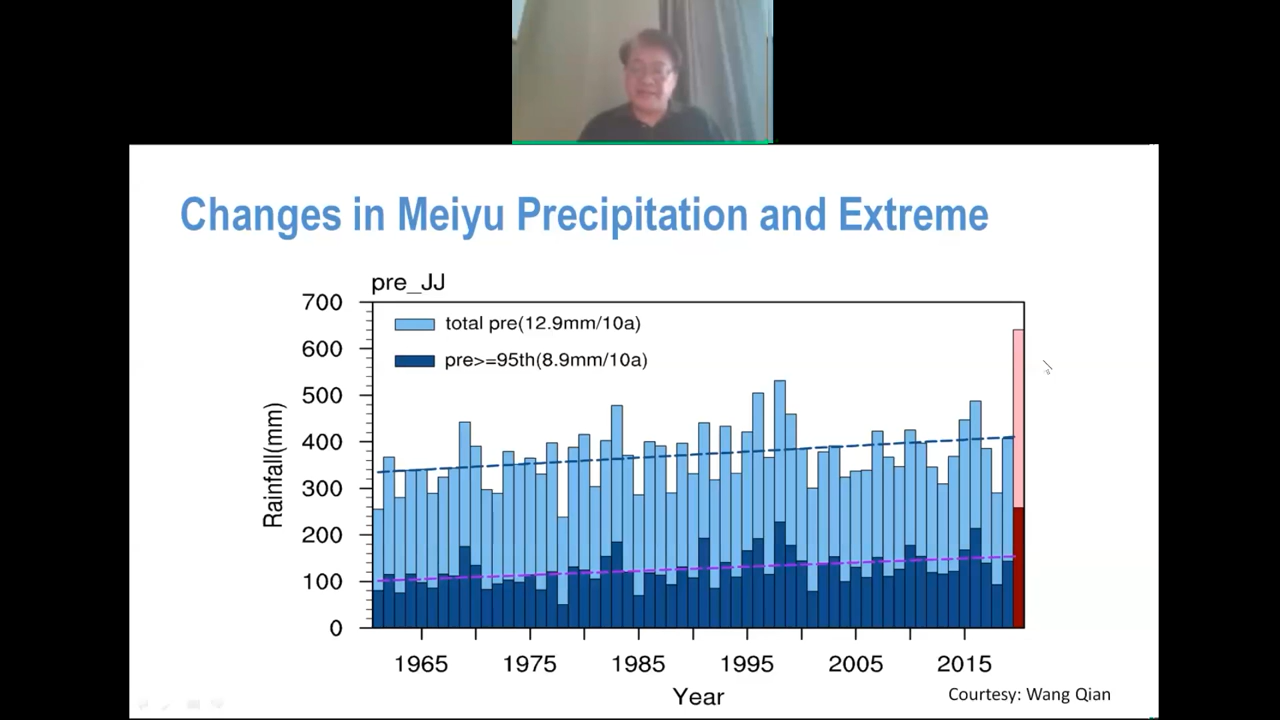 Changes in Meiyu Precipitation and Extreme
pre_JJ
total pre(12.9mm/10a)
pre>=95th(8.9mm/10a)
Rainfall(mm)
700
600
500
400
300
200
100
0
1965 1975 1985 1995 2005 2015
Year
Courtesy: Wang Qian